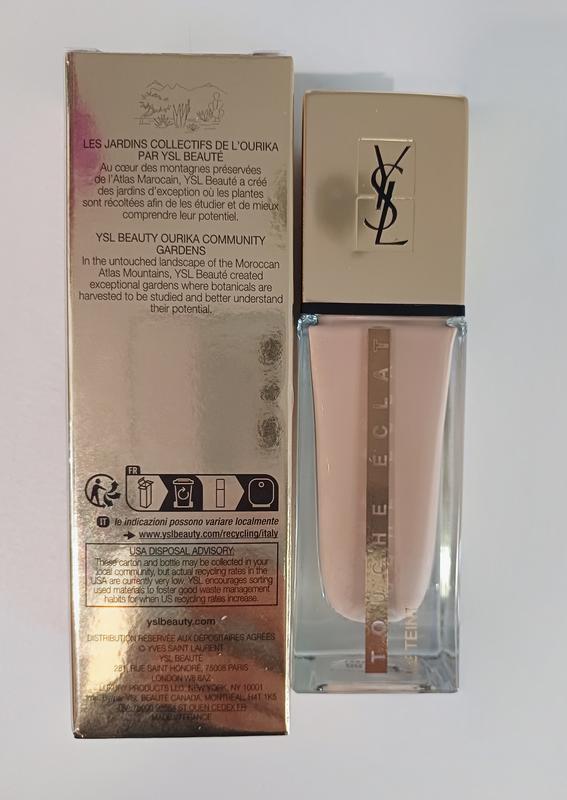 LES JARDINS COLLECTIFS DE L'OURIKA
PAR YSL BEAUTÉ
Au cœur des montagnes préservées
de l'Atlas Marocain, YSL Beauté a créé
des jardins d'exception où les plantes
sont récoltées afin de les étudier et de mieux
comprendre leur potentiel.
YSL BEAUTY OURIKA COMMUNITY
GARDENS
In the untouched landscape of the Moroccan
Atlas Mountains, YSL Beauté created
exceptional gardens where botanicals are
harvested to be studied and better understand
their potential.
FR
IT le indicazioni possono variare localmente
www.yslbeauty.com/recycling/italy
USA DISPOSAL ADVISORY:
These carton and bottle may be collected in your
local community, but actual recycling rates in the
USA are currently very low. YSL encourages sorting
used materials to foster good waste management
habits for when US recycling rates increase.
yslbeauty.com
DISTRIBUTION RÉSERVÉE AUX DÉPOSITAIRES AGRÉÉS
© YVES SAINT LAURENT
YSL BEAUTÉ
281, RUE SAINT HONORÉ, 75008 PARIS
LONDON W6 8AZ
LUXURY PRODUCTS LLC, NEW YORK, NY 10001
YSL BEAUTÉ CANADA, MONTRÉAL, H4T 1K5
ST OUEN CEDEX FR
MADE IN FRANCE
YSL
TOUCHE ÉCLAT
LE TEINT